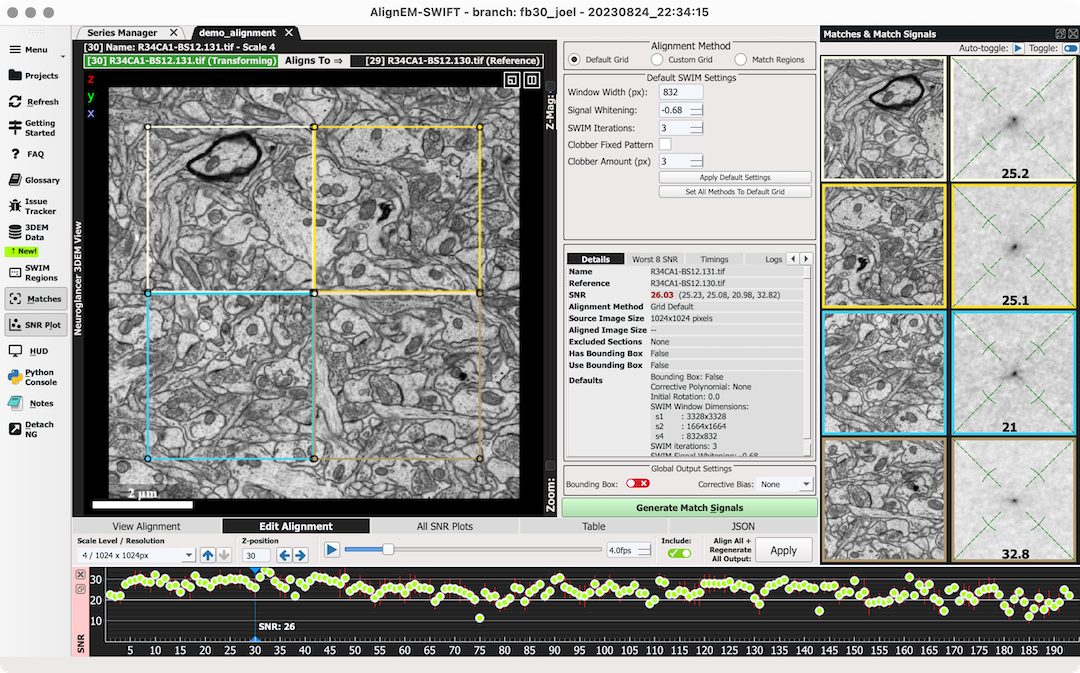 AlignEM-SWIFT - branch: fb30_joel - 20230824_22:34:15
Menu
Projects
Refresh
Getting
Started
FAQ
Glossary
Issue
Tracker
3DEM
Data
↑ New!
SWIM
Regions
Matches
SNR Plot
HUD
Python
Console
Notes
Detach
NG
Series Manager
demo_alignment
[30] Name: R34CA1-BS12.131.tif - Scale 4
[30] R34CA1-BS12.131.tif (Transforming) Aligns To ⇒ [29] R34CA1-BS12.130.tif (Reference)
Neuroglancer 3DEM View
z
y
x
2 μm
Z-Mag:
Zoom:
Alignment Method
Default Grid Custom Grid Match Regions
Default SWIM Settings
Window Width (px): 832
Signal Whitening: -0.68
SWIM Iterations: 3
Clobber Fixed Pattern
Clobber Amount (px) 3
Apply Default Settings
Set All Methods To Default Grid
Details Worst 8 SNR Timings Logs
Name R34CA1-BS12.131.tif
Reference R34CA1-BS12.130.tif
SNR 26.03 (25.23, 25.08, 20.98, 32.82)
Alignment Method Grid Default
Source Image Size 1024x1024 pixels
Aligned Image Size --
Excluded Sections None
Has Bounding Box False
Use Bounding Box False
Defaults Bounding Box: False
Corrective Polynomial: None
Initial Rotation: 0.0
SWIM Window Dimensions:
s1 : 3328x3328
s2 : 1664x1664
s4 : 832x832
SWIM iterations: 3
SWIM Signal Whitening: -0.68
Global Output Settings
Bounding Box: Corrective Bias: None
Generate Match Signals
Matches & Match Signals
Auto-toggle: Toggle:
25.2
25.1
21
32.8
View Alignment Edit Alignment All SNR Plots Table JSON
Scale Level / Resolution
4 / 1024 x 1024px
Z-position
30
4.0fps
Include:
Align All +
Regenerate
All Output:
Apply
SNR
30
20
10
SNR: 26
5 10 15 20 25 30 35 40 45 50 55 60 65 70 75 80 85 90 95 100 105 110 115 120 125 130 135 140 145 150 155 160 165 170 175 180 185 190